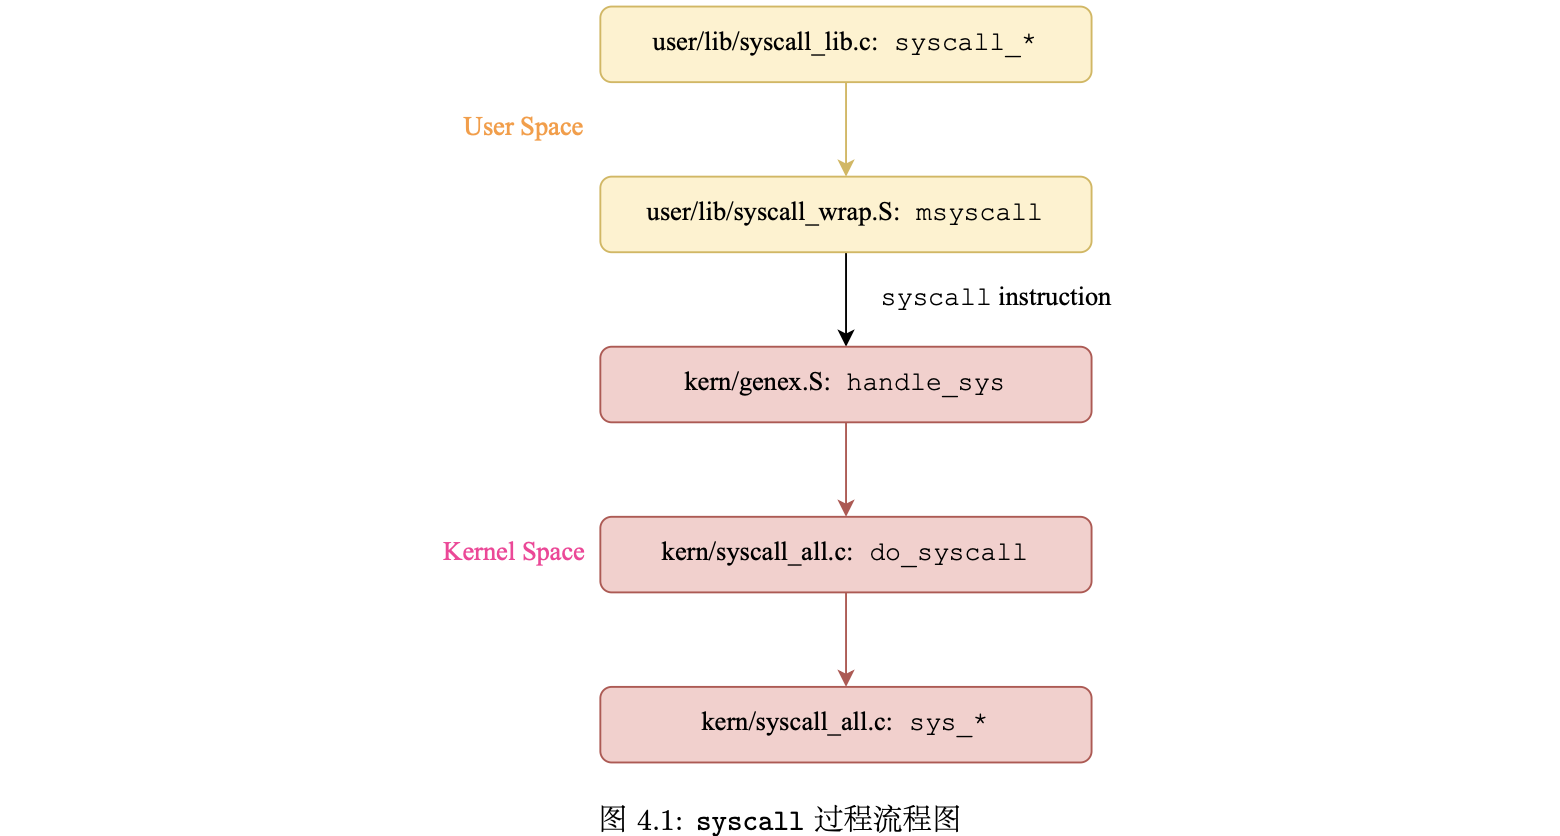 user/lib/syscall_lib.c: syscall_*
User Space
user/lib/syscall_wrap.S: msyscall
syscall instruction
kern/genex.S: handle_sys
Kernel Space
kern/syscall_all.c: do_syscall
kern/syscall_all.c: sys_*
图 4.1: syscall 过程流程图